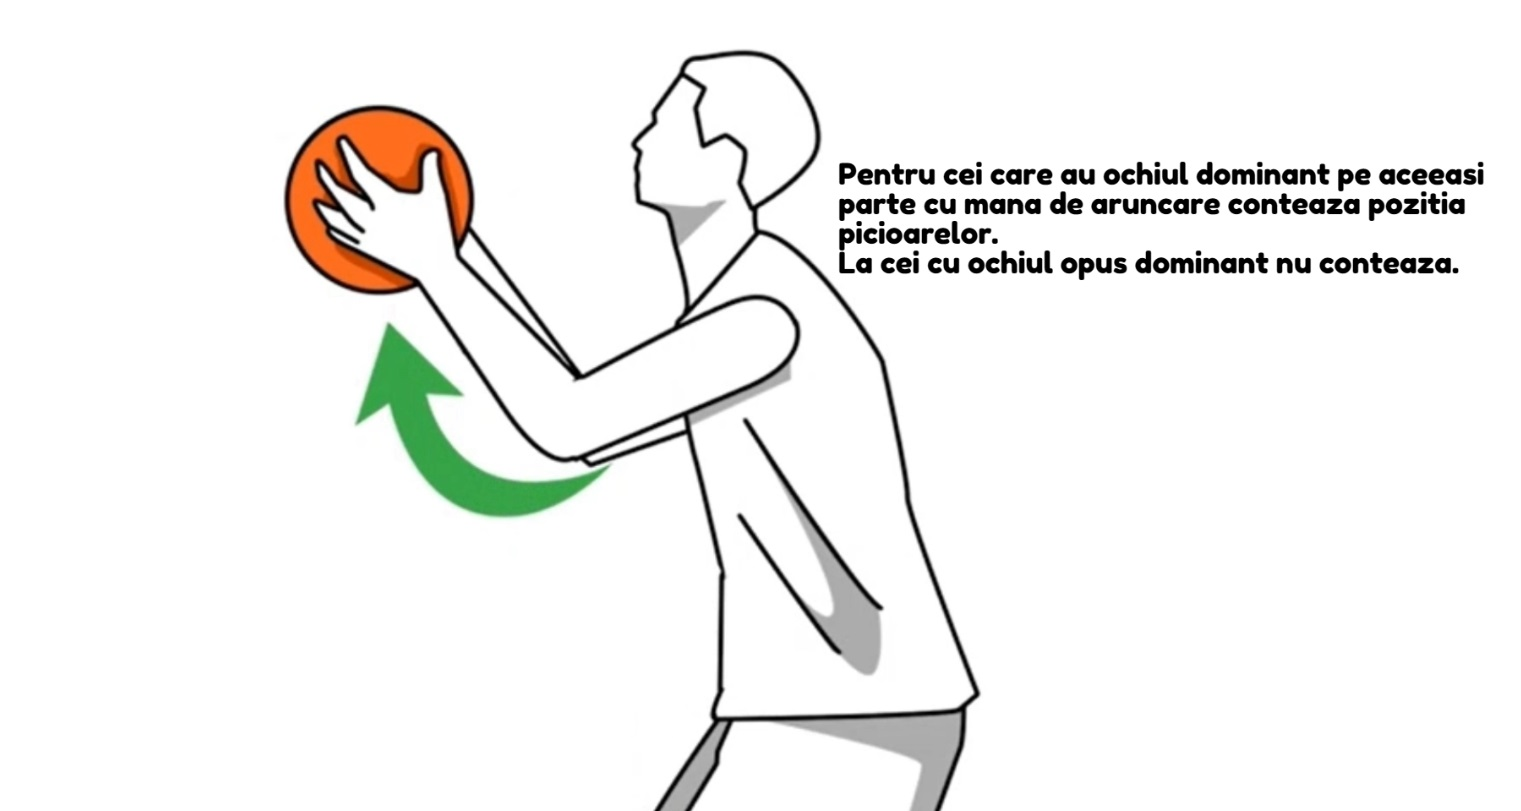 Pentru cei care au ochiul dominant pe aceeasi
parte cu mana de aruncare conteaza pozitia
picioarelor.
La cei cu ochiul opus dominant nu conteaza.